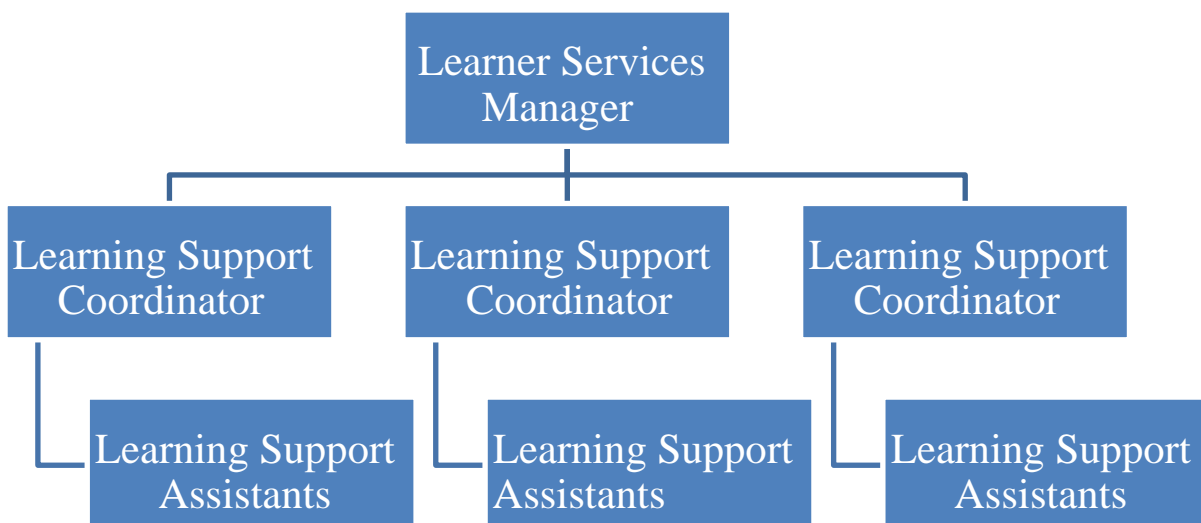 Learner Services
Manager
Learning Support
Coordinator
Learning Support
Coordinator
Learning Support
Coordinator
Learning Support
Assistants
Learning Support
Assistants
Learning Support
Assistants